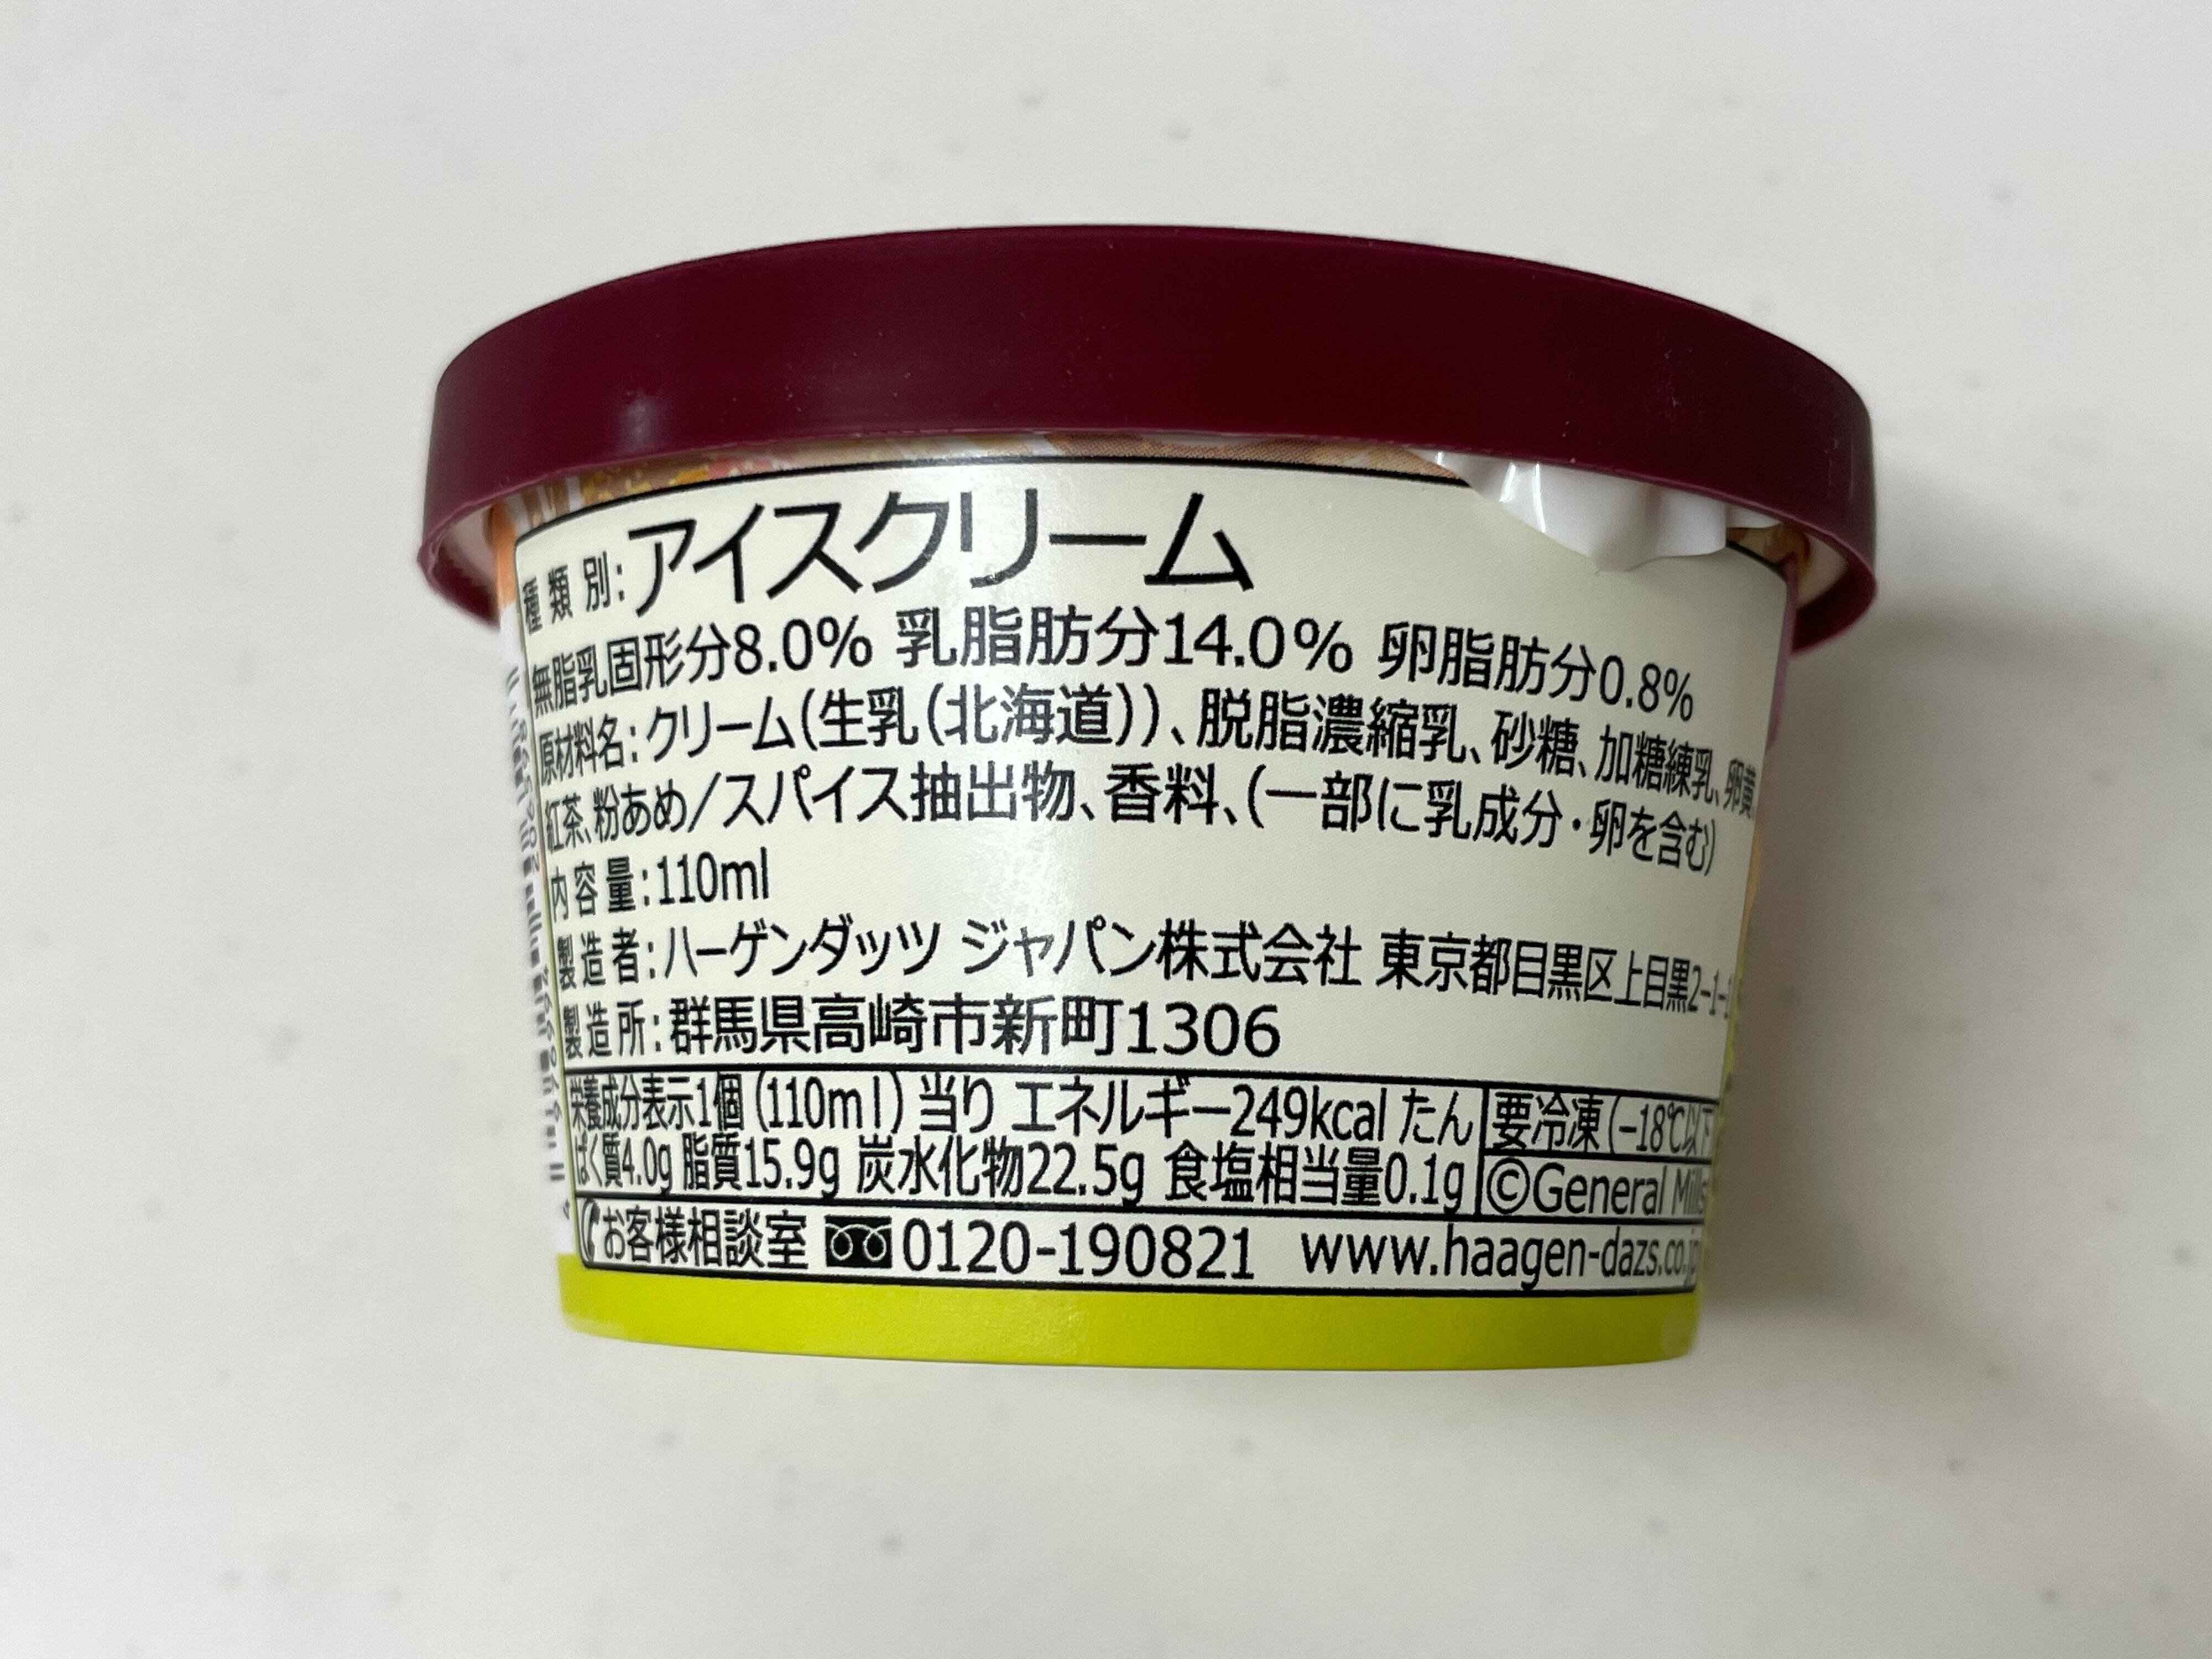 種類別:アイスクリーム
無脂乳固形分8.0% 乳脂肪分14.0% 卵脂肪分0.8%
原材料名:クリーム(生乳(北海道))、脱脂濃縮乳、砂糖、加糖練乳、卵黄
紅茶、粉あめ/スパイス抽出物、香料、(一部に乳成分・卵を含む)
内容量:110ml
製造者:ハーゲンダッツ ジャパン株式会社 東京都目黒区上目黒2-1-1
製造所:群馬県高崎市新町1306
栄養成分表示1個(110ml)当り エネルギー249kcal たん
ぱく質4.0g 脂質15.9g 炭水化物22.5g 食塩相当量0.1g
要冷凍(-18℃以下
©General Mills
お客様相談室 0120-190821 www.haagen-dazs.co.jp